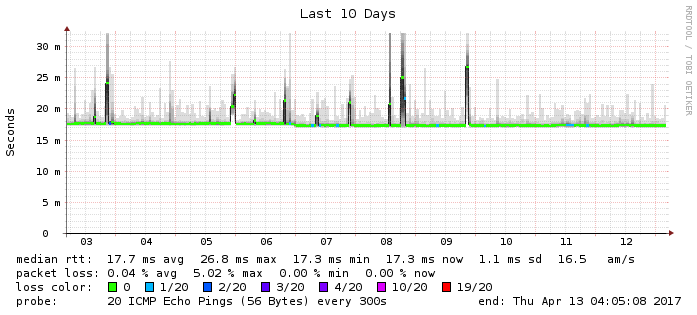 Last 10 Days
RRDTOOL / TOBI OETIKER
Seconds
30 m
25 m
20 m
15 m
10 m
5 m
0
03 04 05 06 07 08 09 10 11 12
median rtt: 17.7 ms avg 26.8 ms max 17.3 ms min 17.3 ms now 1.1 ms sd 16.5 am/s
packet loss: 0.04 % avg 5.02 % max 0.00 % min 0.00 % now
loss color: 0 1/20 2/20 3/20 4/20 10/20 19/20
probe: 20 ICMP Echo Pings (56 Bytes) every 300s end: Thu Apr 13 04:05:08 2017